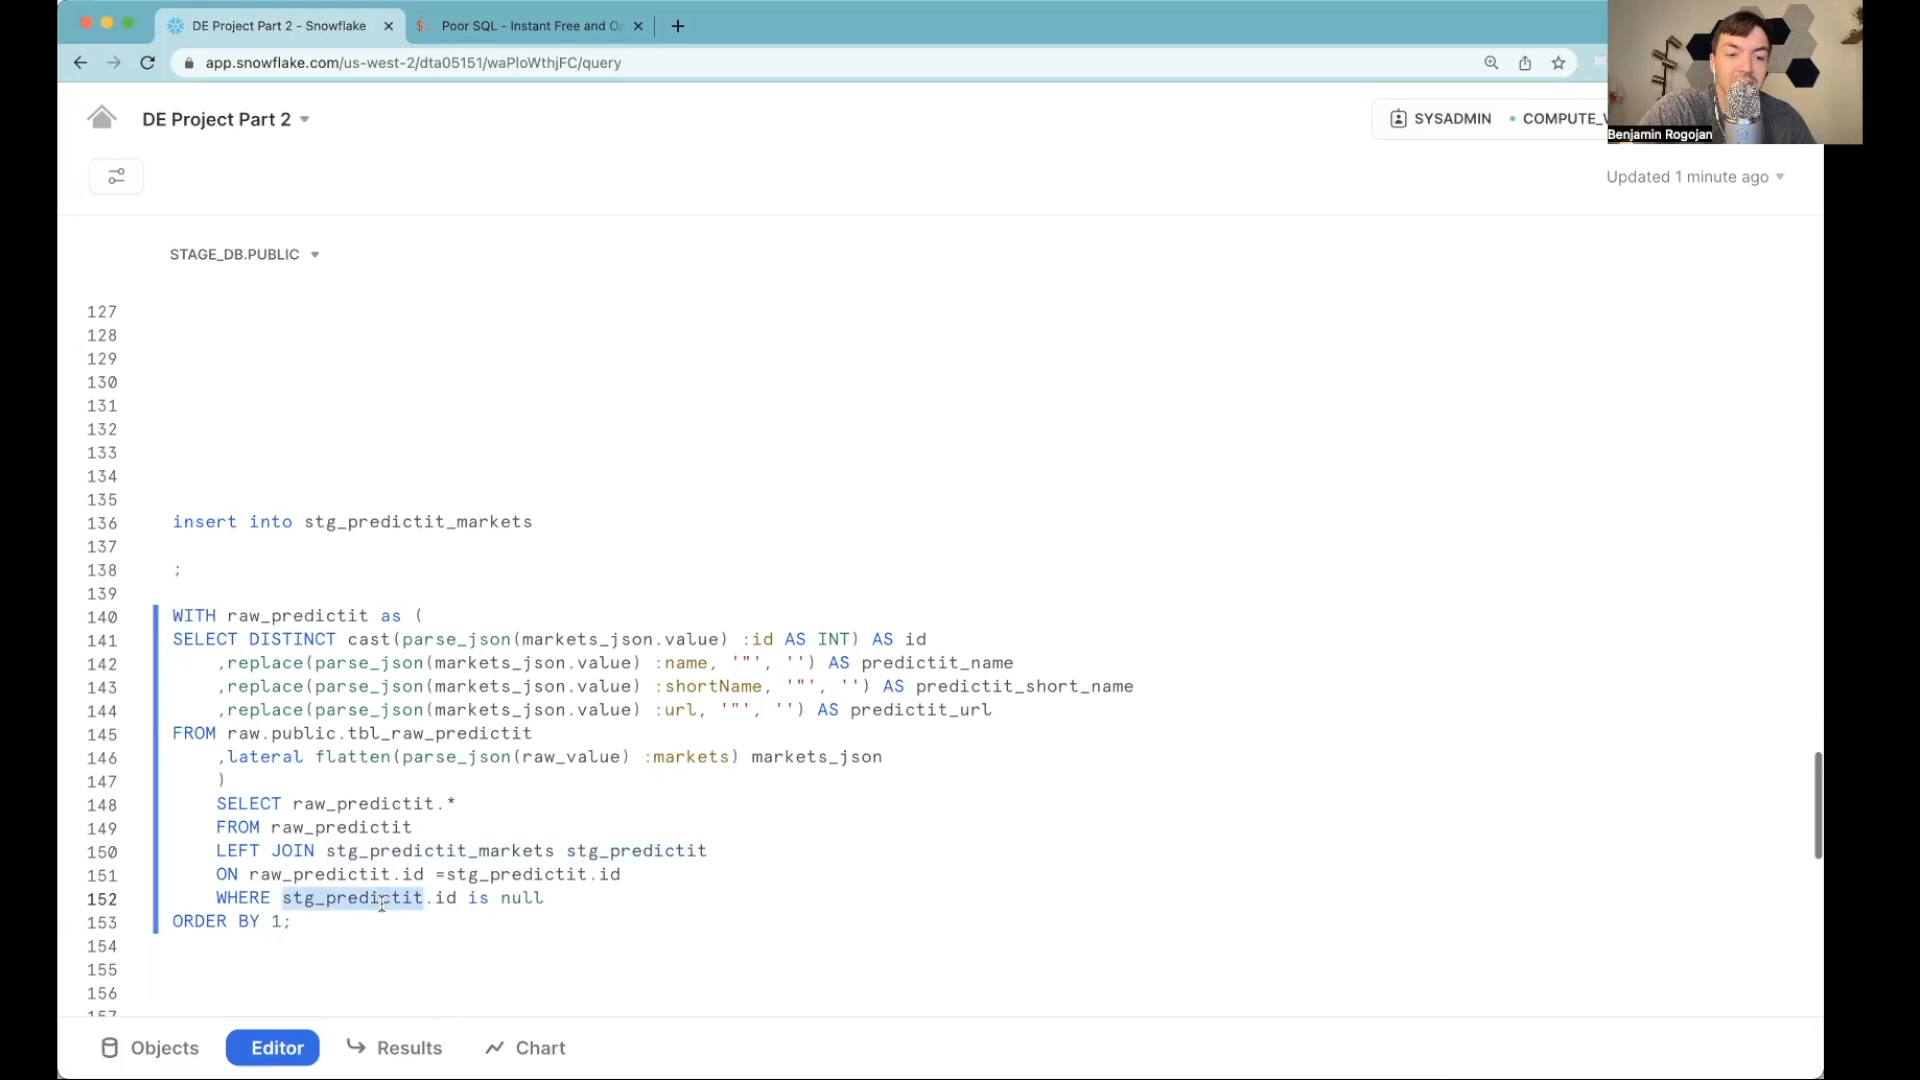 DE Project Part 2 - Snowflake
Poor SQL - Instant Free and O
app.snowflake.com/us-west-2/dta05151/waPloWthjFC/query
DE Project Part 2
SYSADMIN
COMPUTE_
Benjamin Rogojan
Updated 1 minute ago
STAGE_DB.PUBLIC
127
128
129
130
131
132
133
134
135
136 insert into stg_predictit_markets
137
138 ;
139
140 WITH raw_predictit as (
141 SELECT DISTINCT cast(parse_json(markets_json.value) :id AS INT) AS id
142 ,replace(parse_json(markets_json.value) :name, '"', '') AS predictit_name
143 ,replace(parse_json(markets_json.value) :shortName, '"', '') AS predictit_short_name
144 ,replace(parse_json(markets_json.value) :url, '"', '') AS predictit_url
145 FROM raw.public.tbl_raw_predictit
146 ,lateral flatten(parse_json(raw_value) :markets) markets_json
147 )
148 SELECT raw_predictit.*
149 FROM raw_predictit
150 LEFT JOIN stg_predictit_markets stg_predictit
151 ON raw_predictit.id =stg_predictit.id
152 WHERE stg_predictit.id is null
153 ORDER BY 1;
154
155
156
157
Objects
Editor
Results
Chart